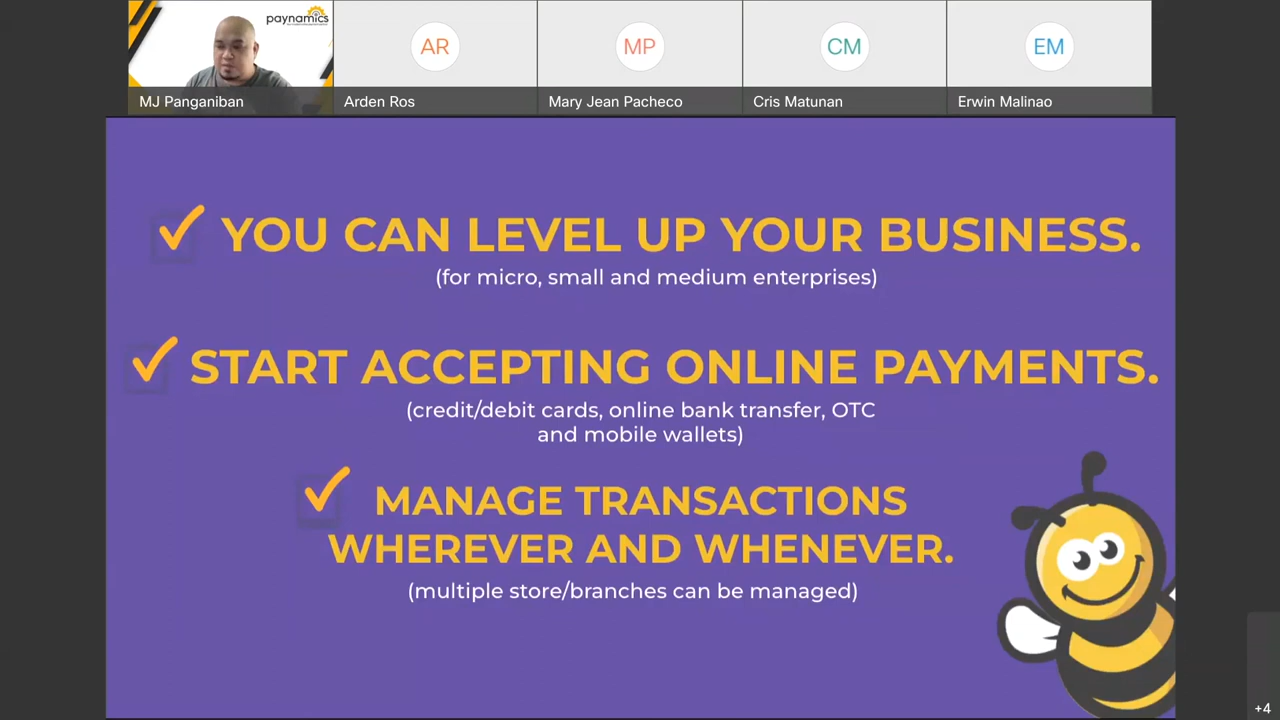 paynamics
AR
MP
CM
EM
MJ Panganiban
Arden Ros
Mary Jean Pacheco
Cris Matunan
Erwin Malinao
YOU CAN LEVEL UP YOUR BUSINESS.
(for micro, small and medium enterprises)
START ACCEPTING ONLINE PAYMENTS.
(credit/debit cards, online bank transfer, OTC
and mobile wallets)
MANAGE TRANSACTIONS
WHEREVER AND WHENEVER.
(multiple store/branches can be managed)
+4